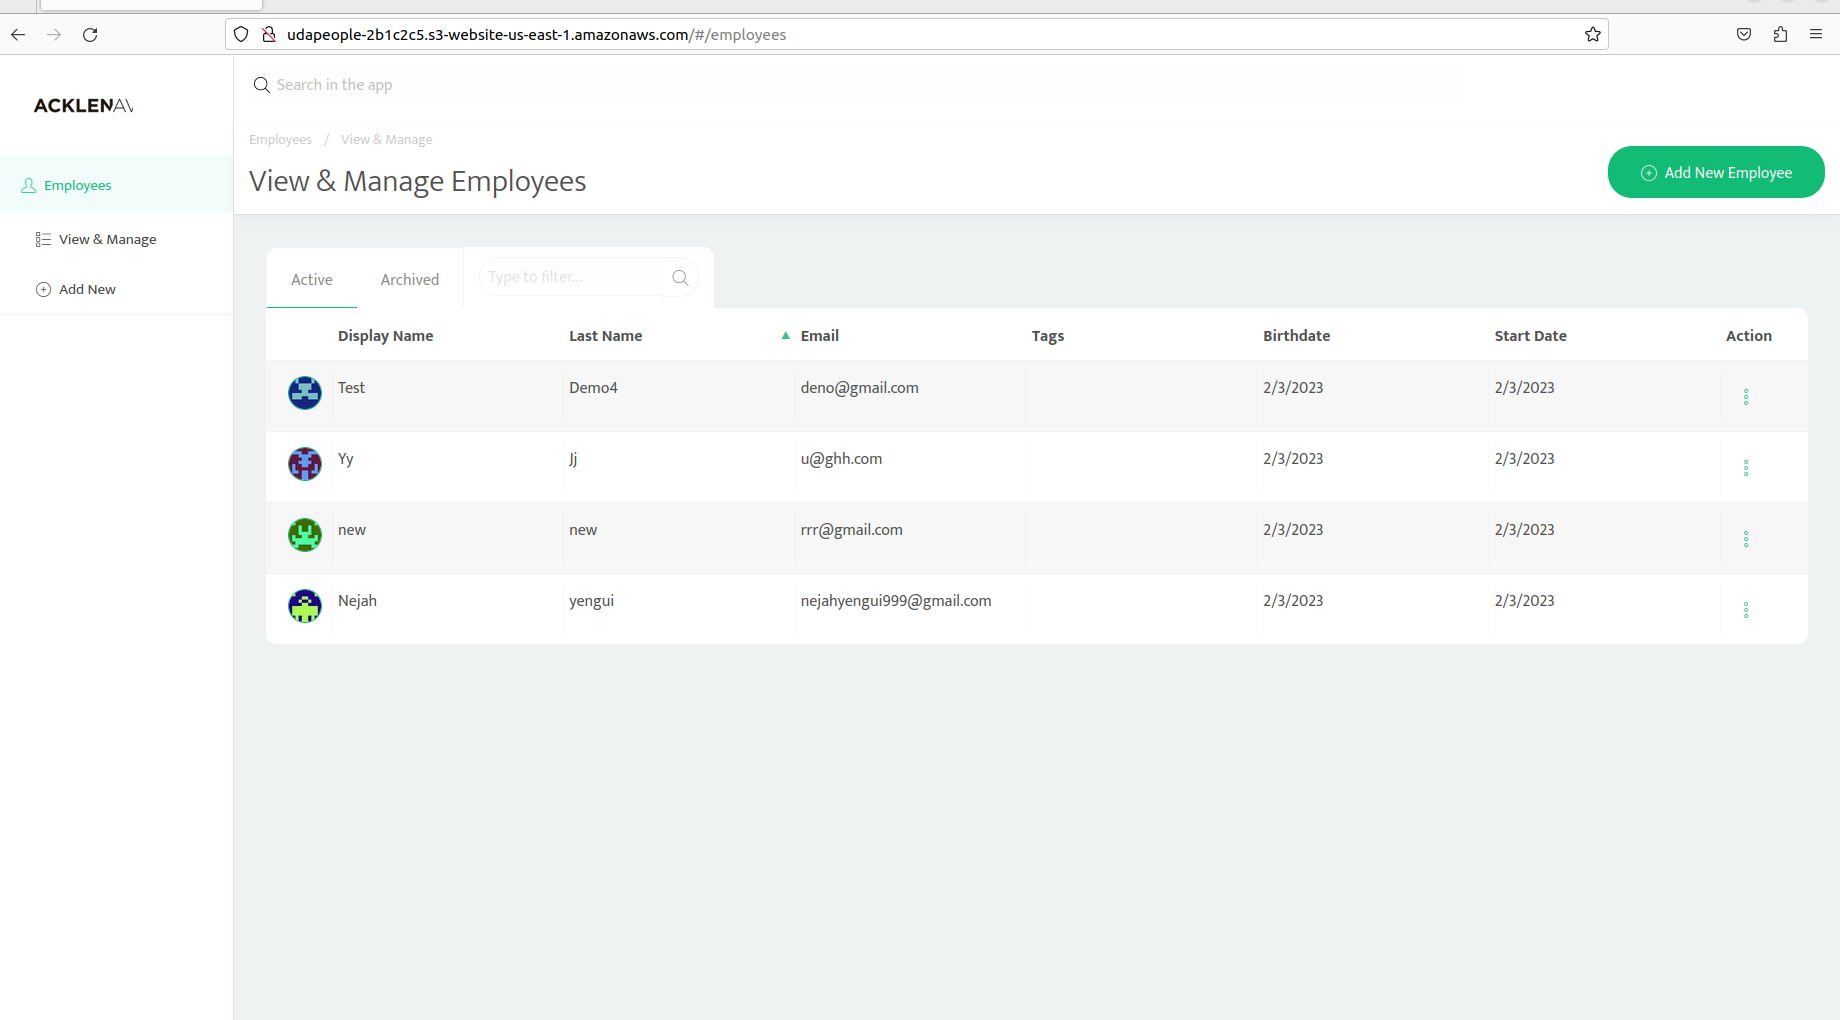 udapeople-2b1c2c5.s3-website-us-east-1.amazonaws.com/#/employees
Search in the app
ACKLENAV
Employees / View & Manage
View & Manage Employees
Add New Employee
Employees
View & Manage
Add New
Active Archived Type to filter...
Display Name Last Name Email Tags Birthdate Start Date Action
Test Demo4 deno@gmail.com 2/3/2023 2/3/2023
Yy Jj u@ghh.com 2/3/2023 2/3/2023
new new rrr@gmail.com 2/3/2023 2/3/2023
Nejah yengui nejahyengui999@gmail.com 2/3/2023 2/3/2023